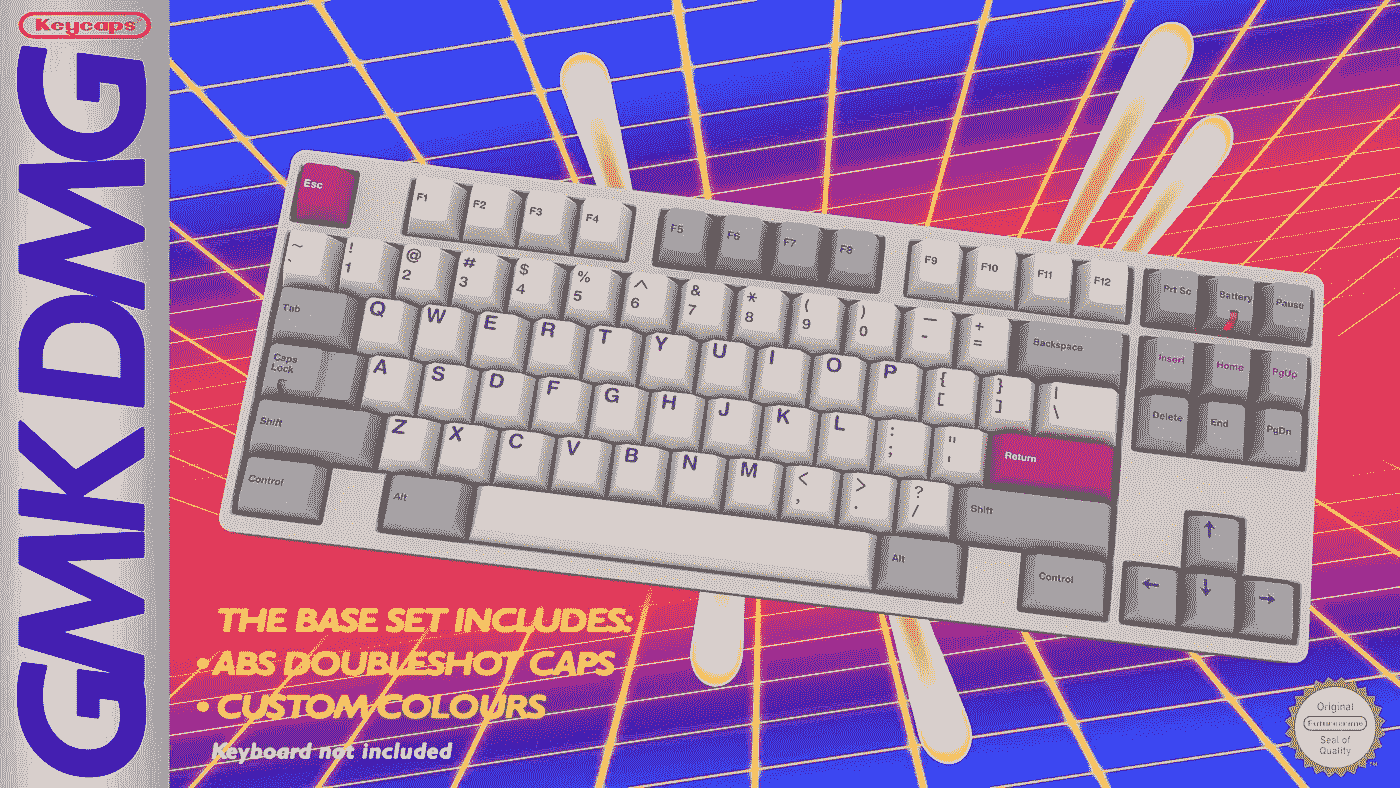 Keycaps
GMK DMG
Esc
F1 F2 F3 F4
F5 F6 F7 F8
F9 F10 F11 F12
Prt Sc Battery Pause
~ ! @ # $ % ^ & * ( ) — +
` 1 2 3 4 5 6 7 8 9 0 - =
Backspace
Insert Home PgUp
Tab
Q W E R T Y U I O P { } |
[ ] \
Delete End PgDn
Caps
Lock
A S D F G H J K L : "
; '
Return
Shift
Z X C V B N M < > ?
, . /
Shift
↑
Control
Alt
Alt
Control
← ↓ →
THE BASE SET INCLUDES:
•ABS DOUBLESHOT CAPS
•CUSTOM COLOURS
Keyboard not included
Original
Futurecrime
Seal of
Quality
TM